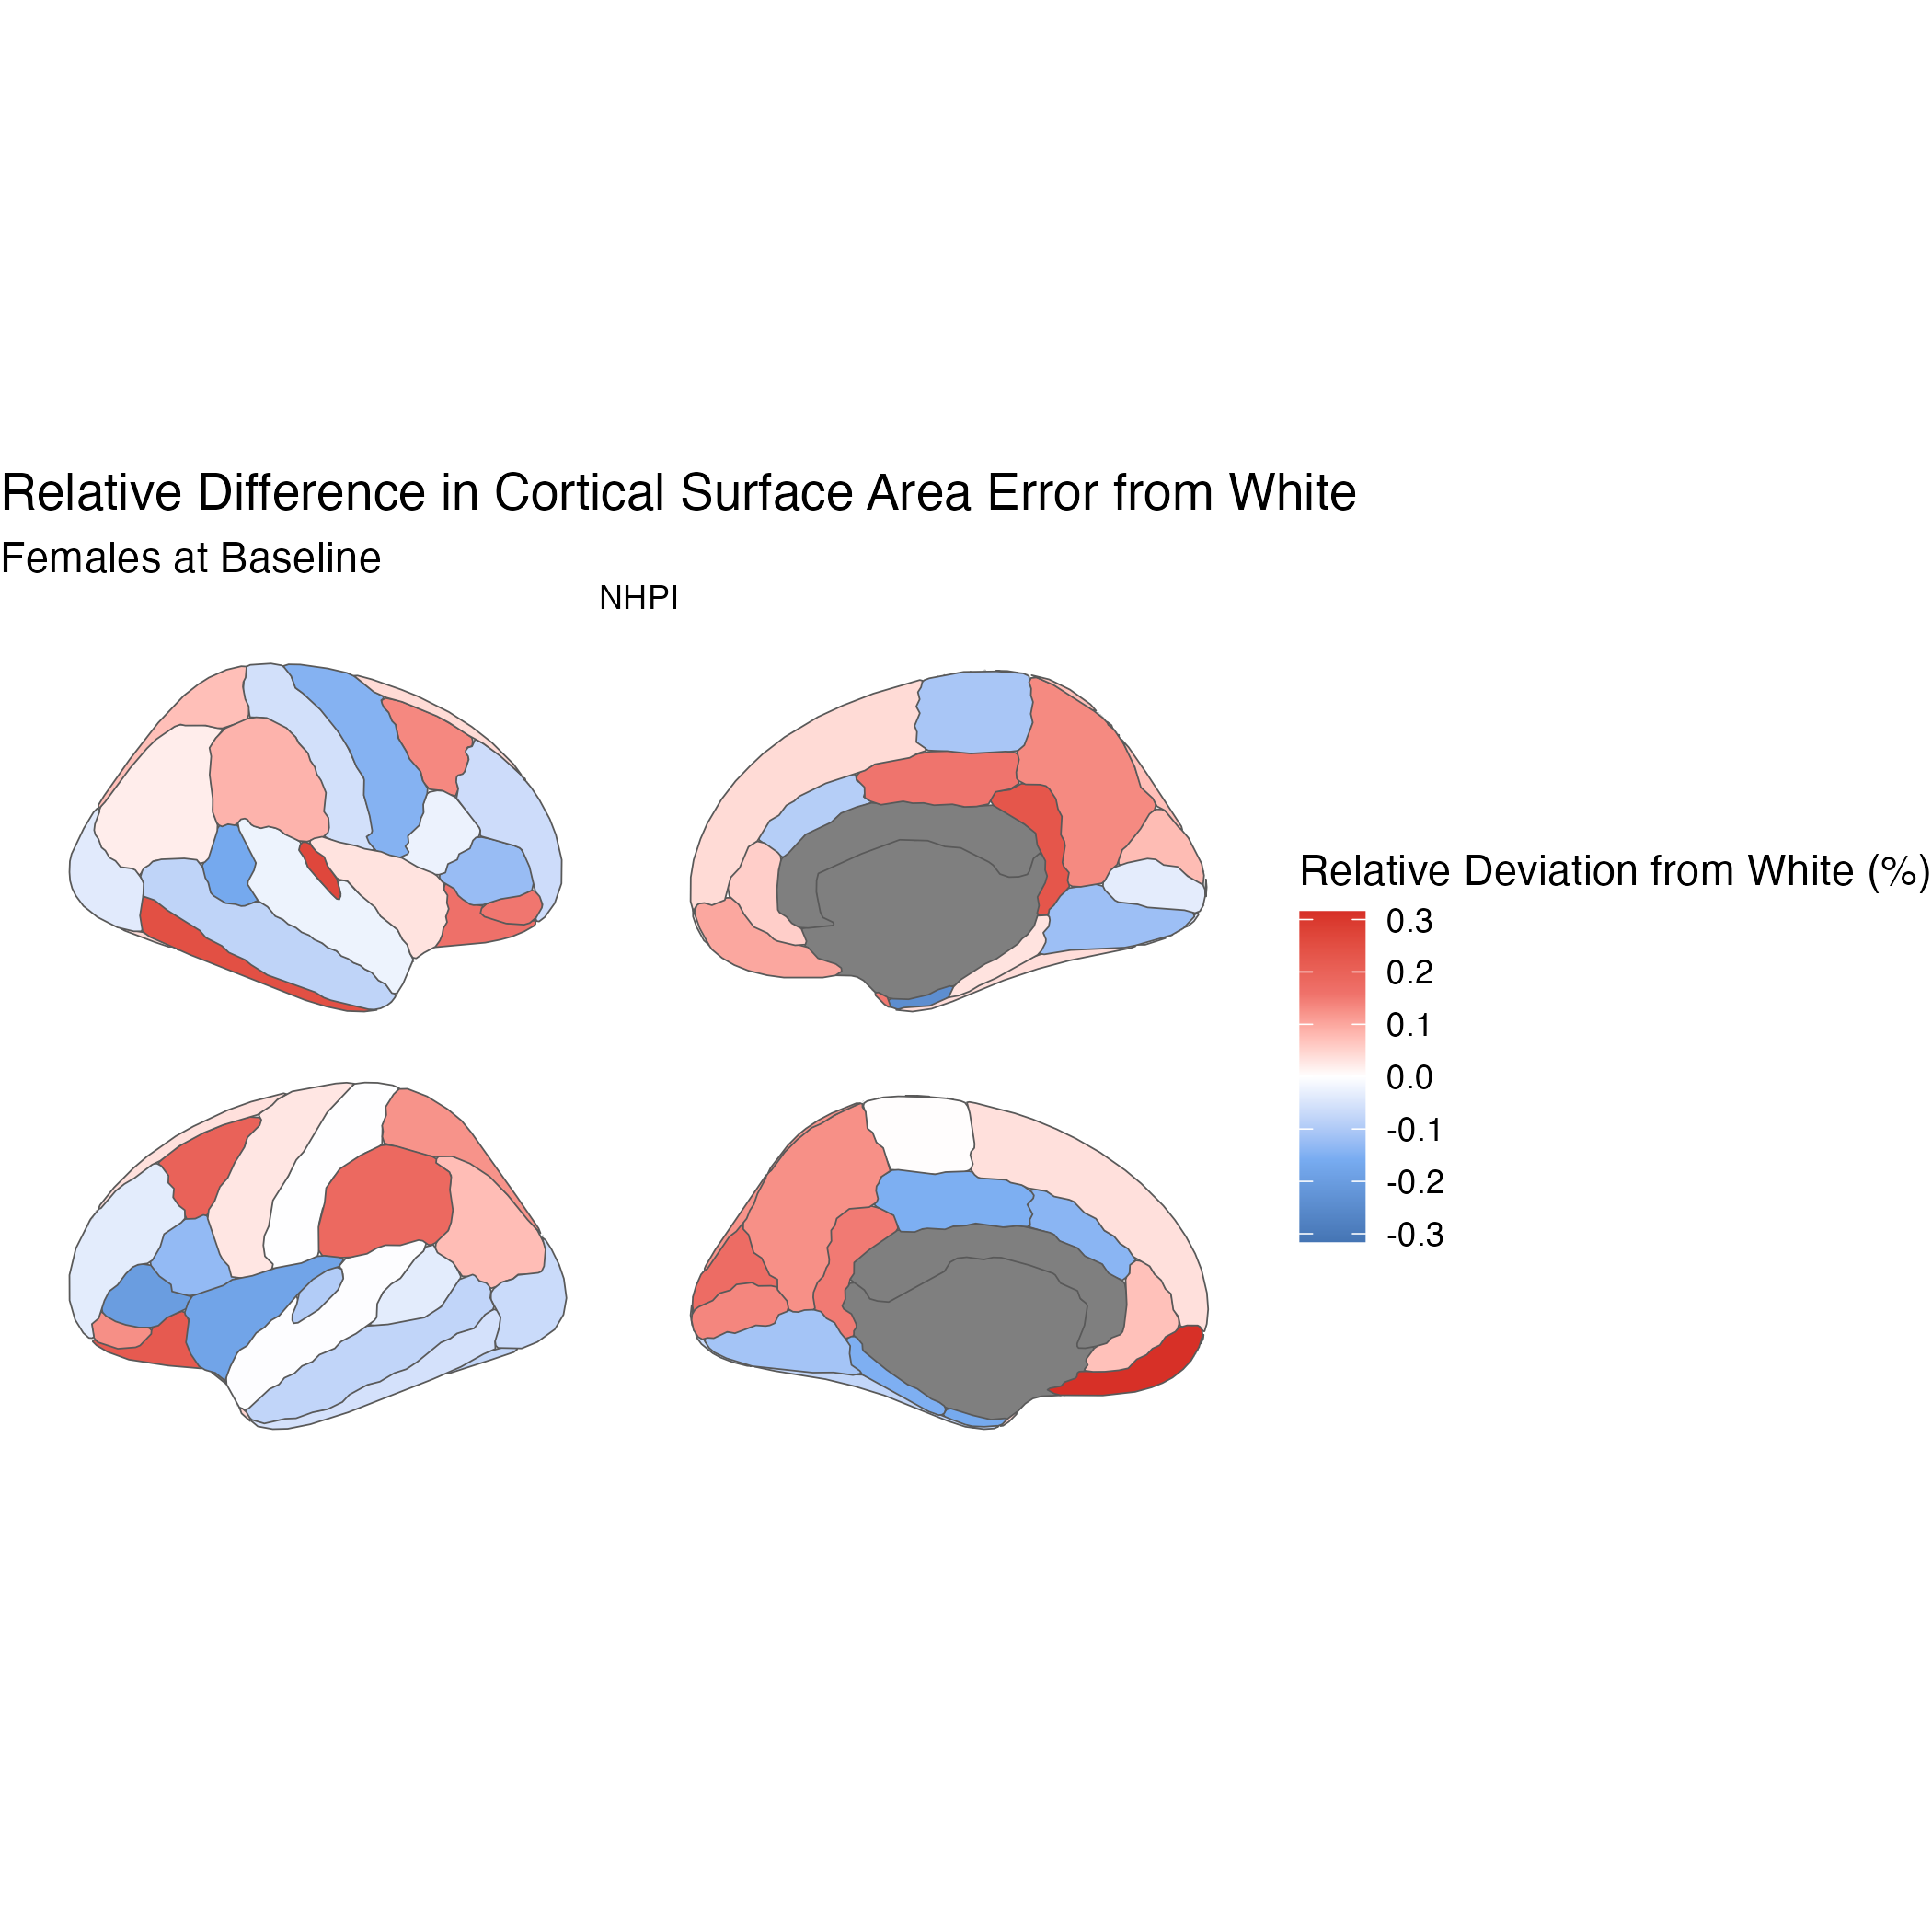 Relative Difference in Cortical Surface Area Error from White
Females at Baseline
NHPI
Relative Deviation from White (%)
0.3
0.2
0.1
0.0
-0.1
-0.2
-0.3